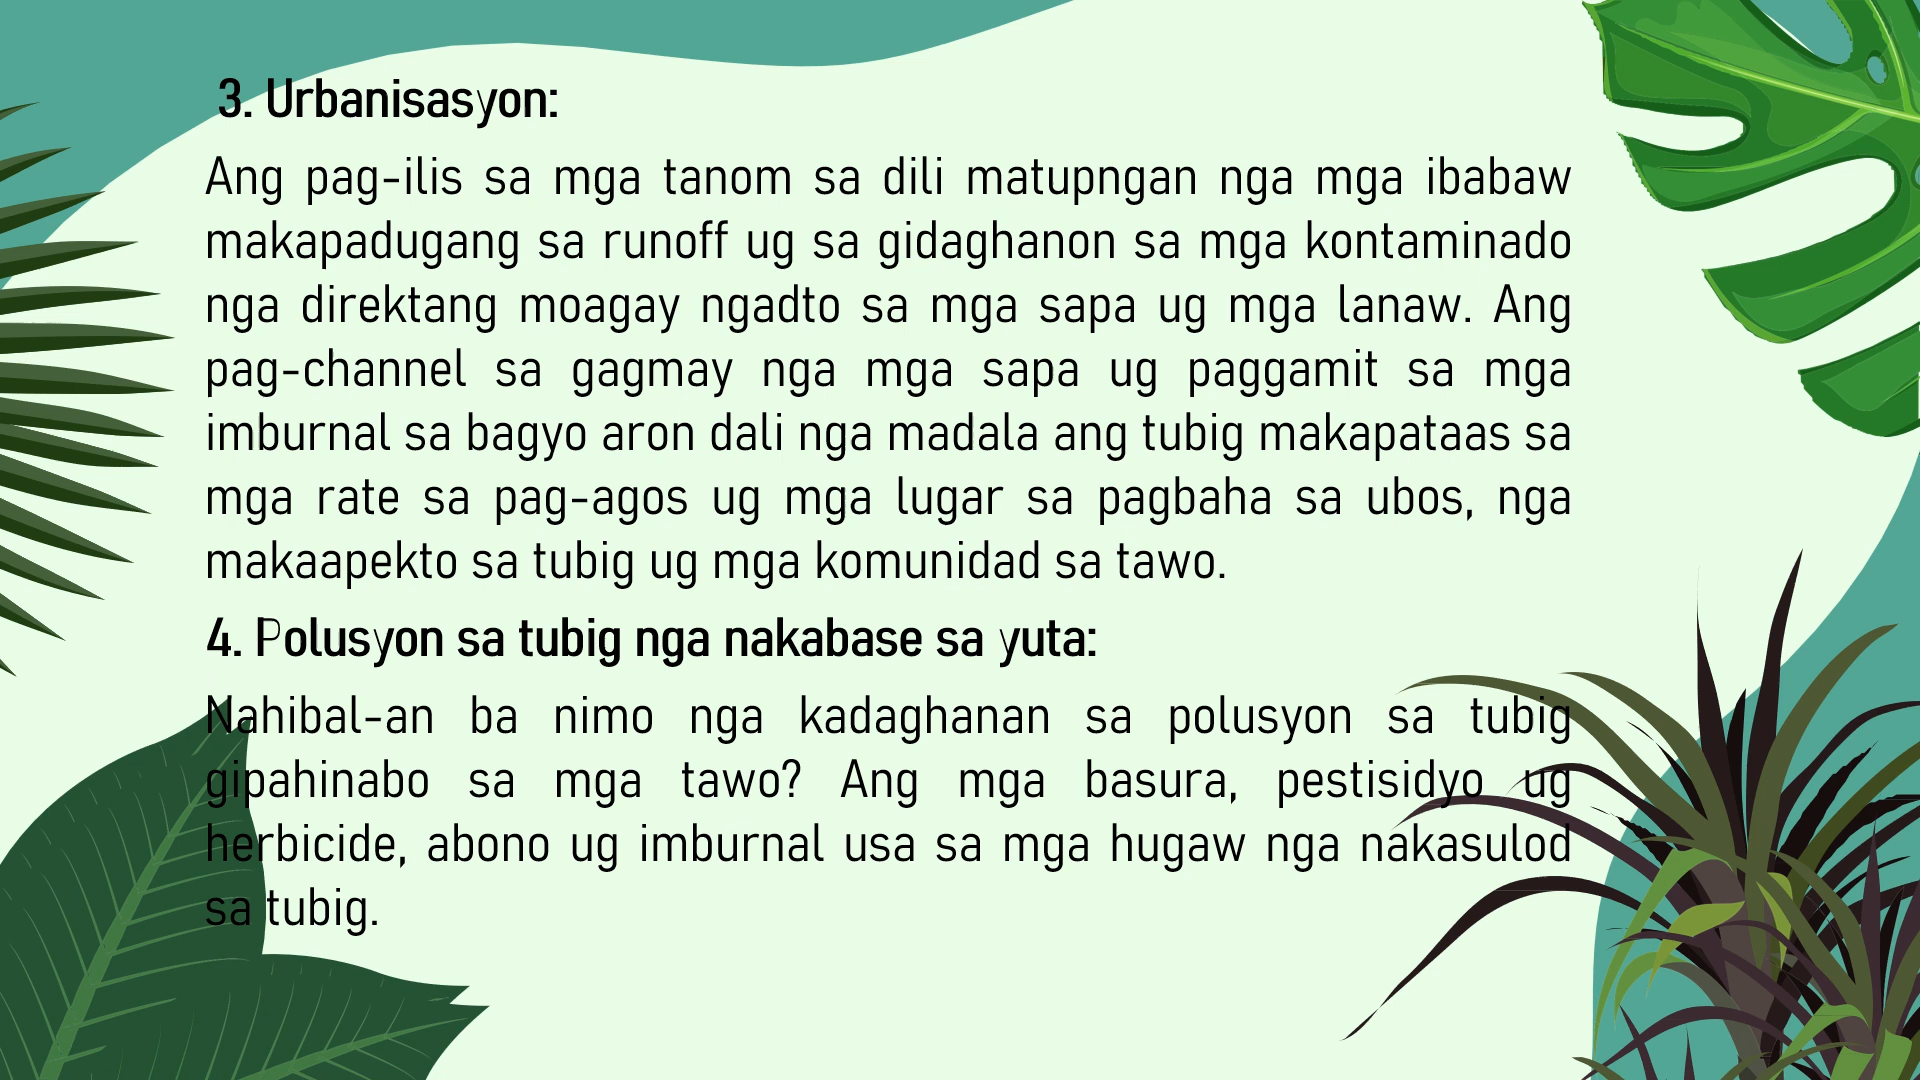 3. Urbanisasyon:
Ang pag-ilis sa mga tanom sa dili matupngan nga mga ibabaw
makapadugang sa runoff ug sa gidaghanon sa mga kontaminado
nga direktang moagay ngadto sa mga sapa ug mga lanaw. Ang
pag-channel sa gagmay nga mga sapa ug paggamit sa mga
imburnal sa bagyo aron dali nga madala ang tubig makapataas sa
mga rate sa pag-agos ug mga lugar sa pagbaha sa ubos, nga
makaapekto sa tubig ug mga komunidad sa tawo.
4. Polusyon sa tubig nga nakabase sa yuta:
Nahibal-an ba nimo nga kadaghanan sa polusyon sa tubig
gipahinabo sa mga tawo? Ang mga basura, pestisidyo ug
herbicide, abono ug imburnal usa sa mga hugaw nga nakasulod
sa tubig.